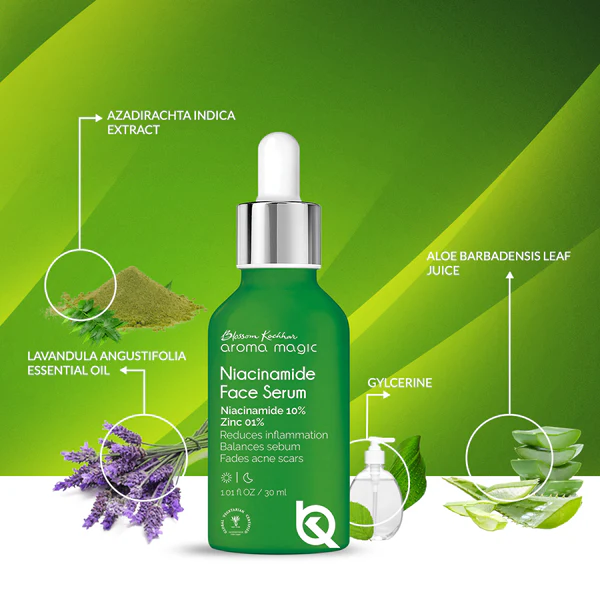 AZADIRACHTA INDICA
EXTRACT
ALOE BARBADENSIS LEAF
JUICE
LAVANDULA ANGUSTIFOLIA
ESSENTIAL OIL
GYLCERINE
Blossom Kochhar
aroma magic
Niacinamide
Face Serum
Niacinamide 10%
Zinc 01%
Reduces inflammation
Balances sebum
Fades acne scars
1.01 fl OZ / 30 ml